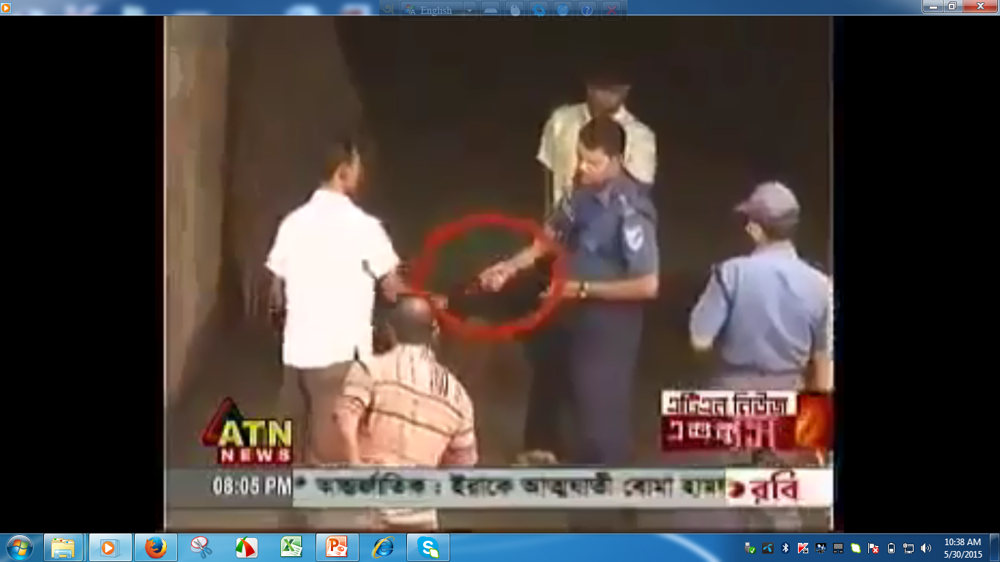 English
ATN
NEWS
এটিএন নিউজ
08:05 PM
* আন্তর্জাতিক : ইরাকে আত্মঘাতী বোমা
রবি
10:38 AM
5/30/2015